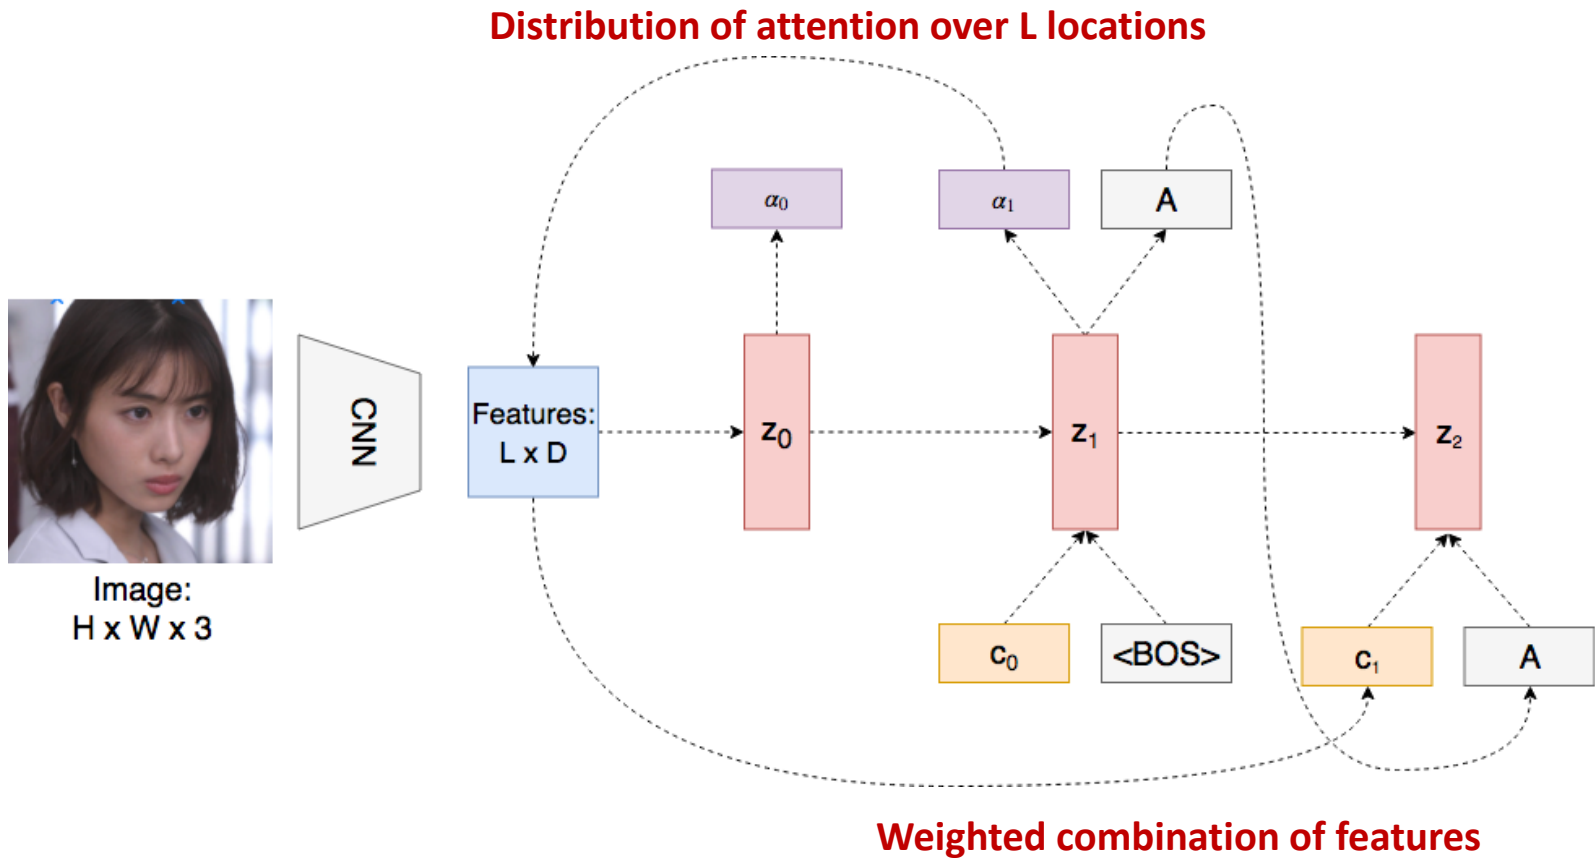 Distribution of attention over L locations
α₀
α₁
A
CNN
Features:
L x D
z₀
z₁
z₂
Image:
H x W x 3
c₀
<BOS>
c₁
A
Weighted combination of features